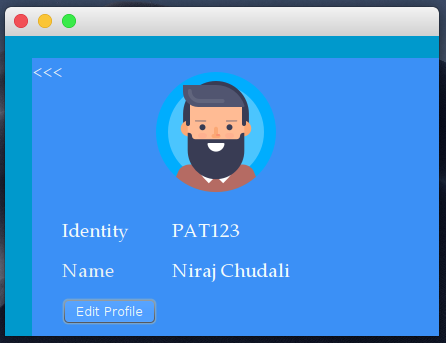 <<<
Identity PAT123
Name Niraj Chudali
Edit Profile